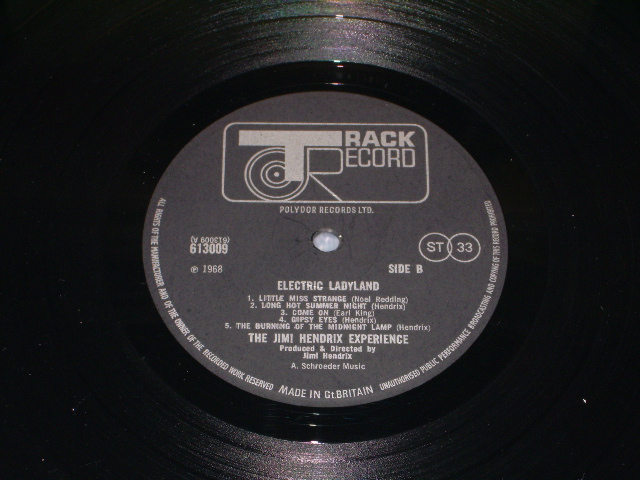 TRACK
RECORD
POLYDOR RECORDS LTD.
(613009 A)
613009
ST 33
℗ 1968
SIDE B
ELECTRIC LADYLAND
1. LITTLE MISS STRANGE (Noel Redding)
2. LONG HOT SUMMER NIGHT (Hendrix)
3. COME ON (Earl King)
4. GIPSY EYES (Hendrix)
5. THE BURNING OF THE MIDNIGHT LAMP (Hendrix)
THE JIMI HENDRIX EXPERIENCE
Produced & Directed by
Jimi Hendrix
A. Schroeder Music
ALL RIGHTS OF THE MANUFACTURER AND OF THE OWNER OF THE RECORDED WORK RESERVED
MADE IN Gt.BRITAIN
UNAUTHORISED PUBLIC PERFORMANCE BROADCASTING AND COPYING OF THIS RECORD PROHIBITED